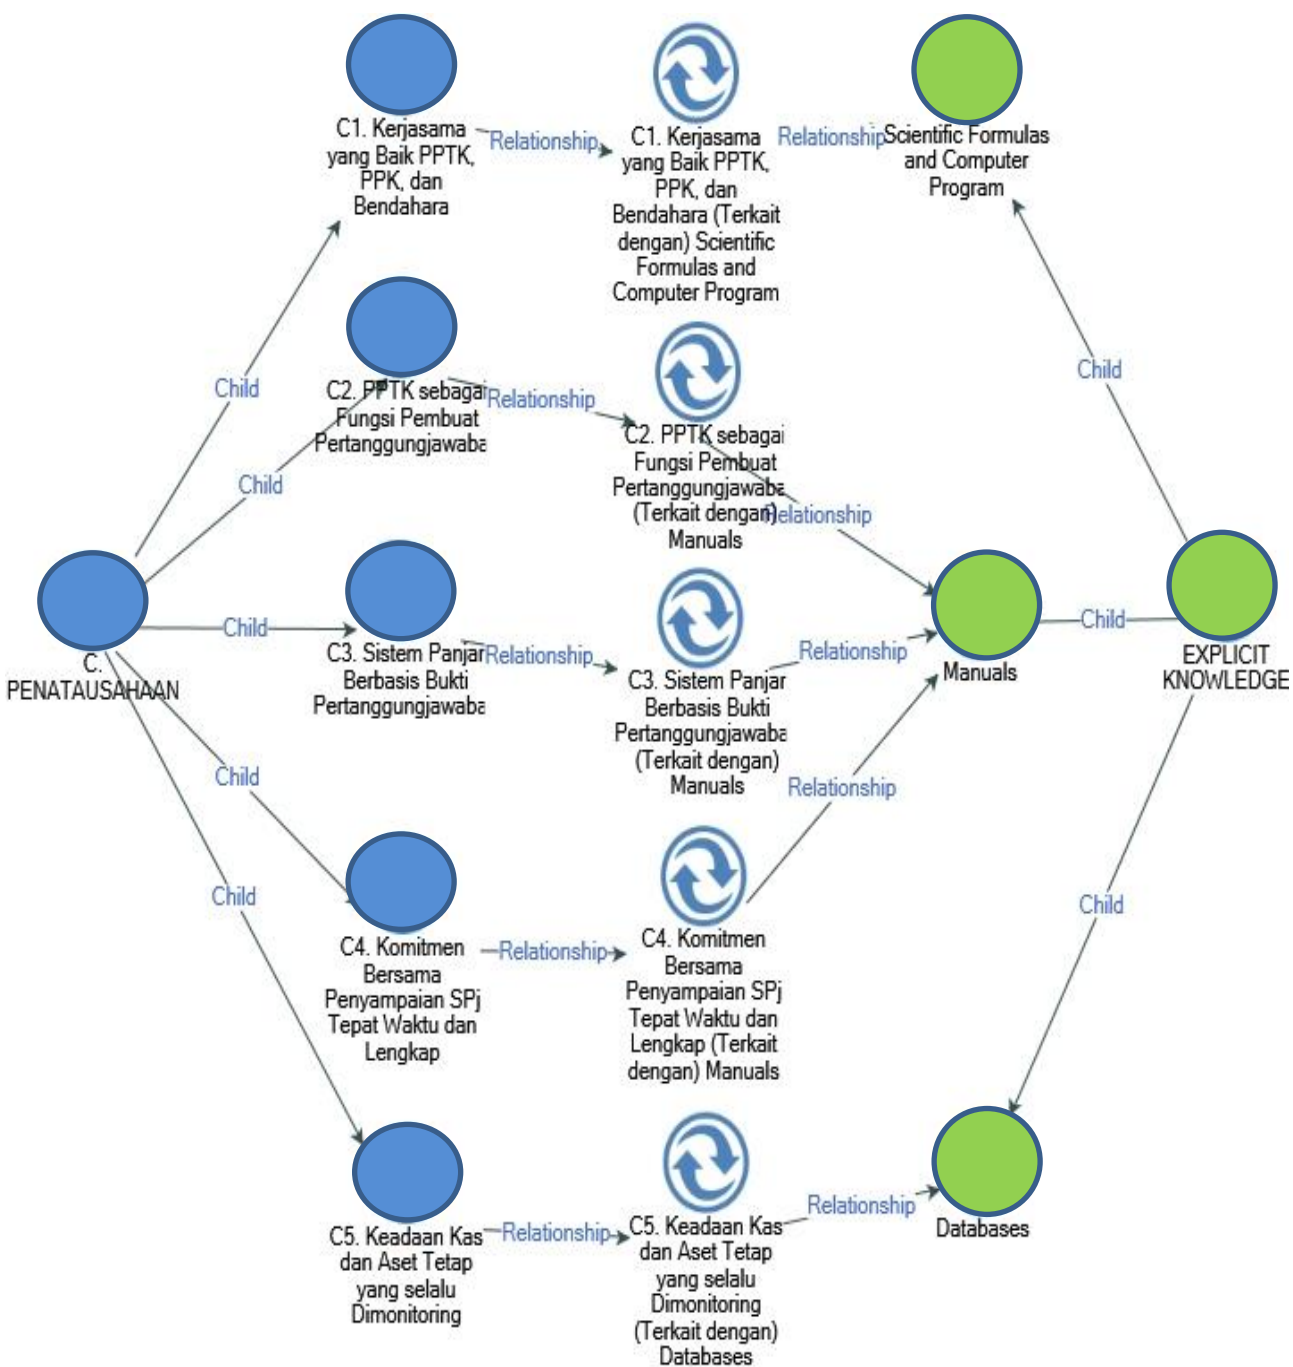 C1. Kerjasama
yang Baik PPTK,
PPK, dan
Bendahara
Relationship
C1. Kerjasama
yang Baik PPTK,
PPK, dan
Bendahara (Terkait
dengan) Scientific
Formulas and
Computer Program
Relationship
Scientific Formulas
and Computer
Program
Child
C2. PPTK sebagai
Fungsi Pembuat
Pertanggungjawaba
Relationship
C2. PPTK sebagai
Fungsi Pembuat
Pertanggungjawaba
(Terkait dengan)
Manuals
Relationship
Child
Child
C.
PENATAUSAHAAN
Child
C3. Sistem Panjar
Berbasis Bukti
Pertanggungjawaba
Relationship
C3. Sistem Panjar
Berbasis Bukti
Pertanggungjawaba
(Terkait dengan)
Manuals
Relationship
Manuals
Child
EXPLICIT
KNOWLEDGE
Child
C4. Komitmen
Bersama
Penyampaian SPj
Tepat Waktu dan
Lengkap
Relationship
C4. Komitmen
Bersama
Penyampaian SPj
Tepat Waktu dan
Lengkap (Terkait
dengan) Manuals
Relationship
Child
Child
C5. Keadaan Kas
dan Aset Tetap
yang selalu
Dimonitoring
Relationship
C5. Keadaan Kas
dan Aset Tetap
yang selalu
Dimonitoring
(Terkait dengan)
Databases
Relationship
Databases